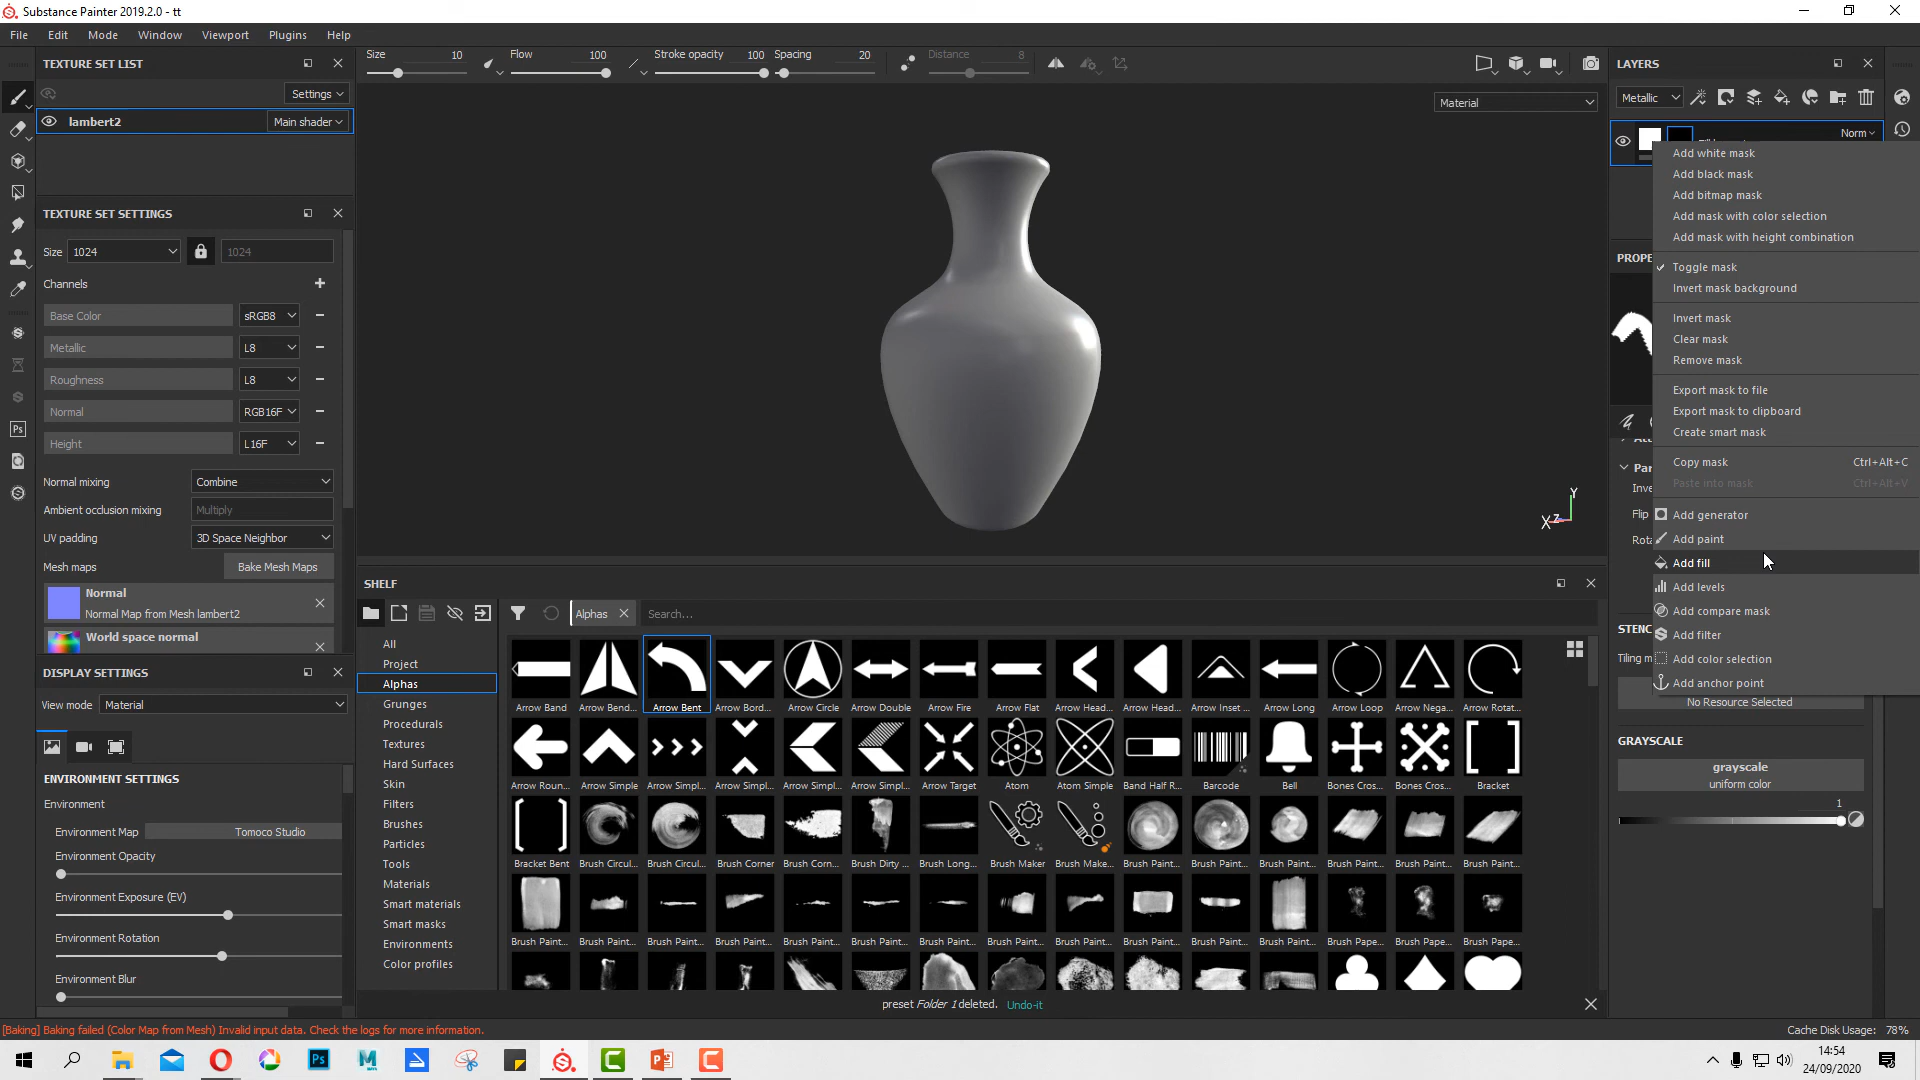 Substance Painter 2019.2.0 - tt
File Edit Mode Window Viewport Plugins Help
TEXTURE SET LIST
Settings
lambert2 Main shader
TEXTURE SET SETTINGS
Size 1024 1024
Channels
Base Color sRGB8
Metallic L8
Roughness L8
Normal RGB16F
Height L16F
Normal mixing Combine
Ambient occlusion mixing Multiply
UV padding 3D Space Neighbor
Mesh maps Bake Mesh Maps
Normal
Normal Map from Mesh lambert2
World space normal
DISPLAY SETTINGS
View mode Material
ENVIRONMENT SETTINGS
Environment
Environment Map Tomoco Studio
Environment Opacity
Environment Exposure (EV)
Environment Rotation
Environment Blur
Size 10 Flow 100 Stroke opacity 100 Spacing 20 Distance 8
Material
Y
X Z
SHELF
Alphas Search...
All
Project
Alphas
Grunges
Procedurals
Textures
Hard Surfaces
Skin
Filters
Brushes
Particles
Tools
Materials
Smart materials
Smart masks
Environments
Color profiles
Arrow Band Arrow Bend... Arrow Bent Arrow Bord... Arrow Circle Arrow Double Arrow Fire Arrow Flat Arrow Head... Arrow Head... Arrow Inset ... Arrow Long Arrow Loop Arrow Nega... Arrow Rotat...
Arrow Roun... Arrow Simple Arrow Simpl... Arrow Simpl... Arrow Simpl... Arrow Simpl... Arrow Target Atom Atom Simple Band Half R... Barcode Bell Bones Cros... Bones Cros... Bracket
Bracket Bent Brush Circul... Brush Circul... Brush Corner Brush Corn... Brush Dirty ... Brush Long... Brush Maker Brush Make... Brush Paint... Brush Paint... Brush Paint... Brush Paint... Brush Paint... Brush Paint...
Brush Paint... Brush Paint... Brush Paint... Brush Paint... Brush Paint... Brush Paint... Brush Paint... Brush Paint... Brush Paint... Brush Paint... Brush Paint... Brush Paint... Brush Pape... Brush Pape... Brush Pape...
preset Folder 1 deleted. Undo-it
LAYERS
Metallic
Norm
Add white mask
Add black mask
Add bitmap mask
Add mask with color selection
Add mask with height combination
Toggle mask
Invert mask background
Invert mask
Clear mask
Remove mask
Export mask to file
Export mask to clipboard
Create smart mask
Copy mask Ctrl+Alt+C
Paste into mask Ctrl+Alt+V
Add generator
Add paint
Add fill
Add levels
Add compare mask
Add filter
Add color selection
Add anchor point
PROPE
Par
Inve
Flip
Rota
STENC
Tiling m
No Resource Selected
GRAYSCALE
grayscale
uniform color
1
[Baking] Baking failed (Color Map from Mesh) Invalid input data. Check the logs for more information.
Cache Disk Usage: 78%
Ps
Ps
M
14:54
24/09/2020